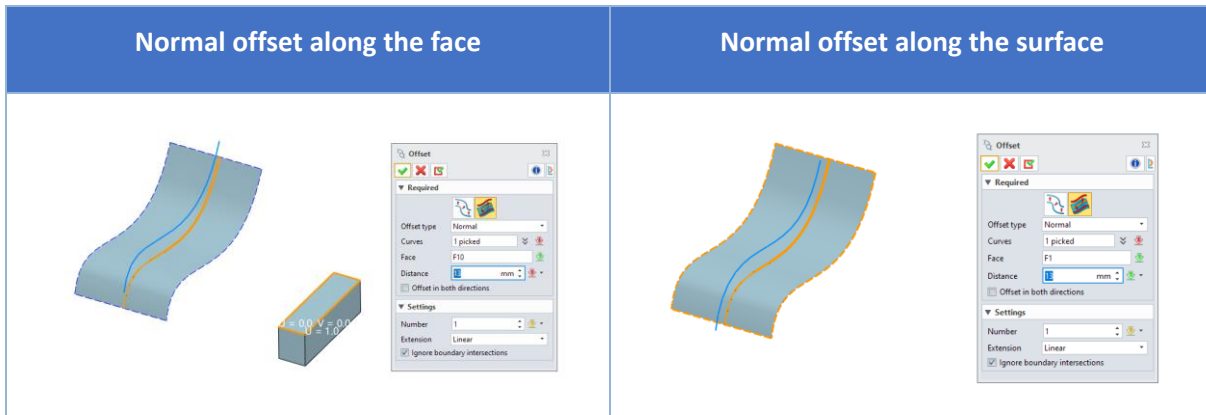 Normal offset along the face
Normal offset along the surface
Offset
Required
Offset type Normal
Curves 1 picked
Face F10
Distance 13 mm
Offset in both directions
Settings
Number 1
Extension Linear
Ignore boundary intersections
V = 0.0
U = 1.0
Offset
Required
Offset type Normal
Curves 1 picked
Face F1
Distance 13 mm
Offset in both directions
Settings
Number 1
Extension Linear
Ignore boundary intersections